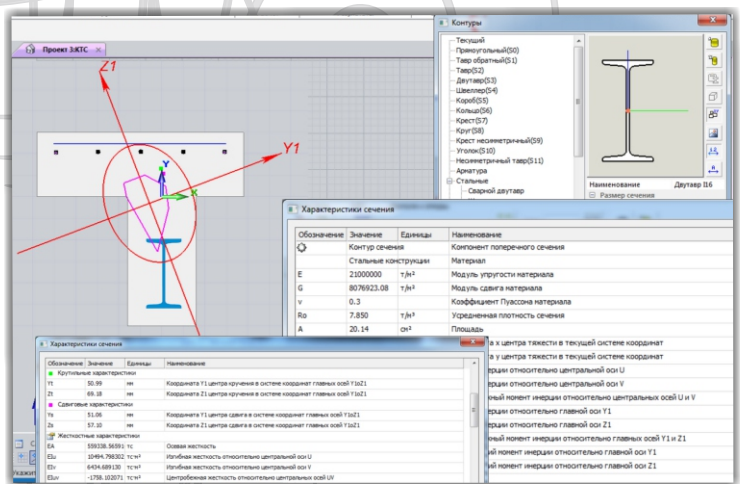 Проект 3:КТС
Z1
Y1
Y
X
Контуры
Текущий
Прямоугольный(S0)
Тавр обратный(S1)
Тавр(S2)
Двутавр(S3)
Швеллер(S4)
Короб(S5)
Кольцо(S6)
Крест(S7)
Круг(S8)
Крест несимметричный(S9)
Уголок(S10)
Несимметричный тавр(S11)
Арматура
Стальные
Сварной двутавр
Наименование Двутавр I16
Размер сечения
Характеристики сечения
Обозначение Значение Единицы Наименование
Контур сечения Компонент поперечного сечения
Стальные конструкции Материал
E 21000000 т/м² Модуль упругости материала
G 8076923.08 т/м² Модуль сдвига материала
v 0.3 Коэффициент Пуассона материала
Ro 7.850 т/м³ Усредненная плотность сечения
A 20.14 см² Площадь
а x центра тяжести в текущей системе координат
а y центра тяжести в текущей системе координат
ерции относительно центральной оси U
ерции относительно центральной оси V
ный момент инерции относительно центральных осей U и V
ерции относительно главной оси Y1
ерции относительно главной оси Z1
ный момент инерции относительно главных осей Y1 и Z1
ий момент инерции относительно главной оси Y1
ий момент инерции относительно главной оси Z1
Характеристики сечения
Обозначение Значение Единицы Наименование
Крутильные характеристики
Yt 50.99 мм Координата Y1 центра кручения в системе координат главных осей Y1oZ1
Zt 69.18 мм Координата Z1 центра кручения в системе координат главных осей Y1oZ1
Сдвиговые характеристики
Ys 51.06 мм Координата Y1 центра сдвига в системе координат главных осей Y1oZ1
Zs 57.10 мм Координата Z1 центра сдвига в системе координат главных осей Y1oZ1
Жесткостные характеристики
EA 559338.56591 тс Осевая жесткость
EIu 10494.798302 тс*м² Изгибная жесткость относительно центральной оси U
EIv 6434.689130 тс*м² Изгибная жесткость относительно центральной оси V
EIuv -1758.102071 тс*м² Центробежная жесткость относительно центральных осей UV